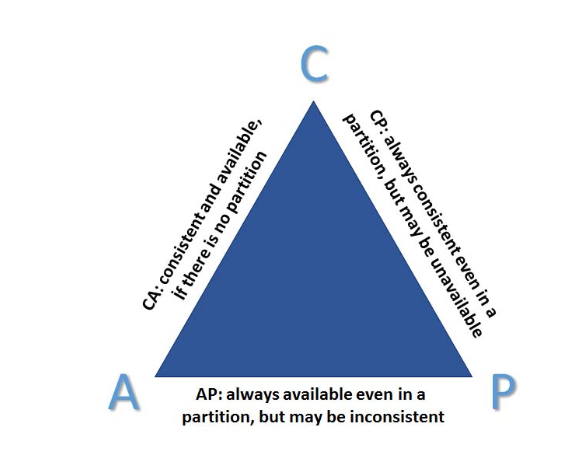 C
CA: consistent and available,
if there is no partition
CP: always consistent even in a
partition, but may be unavailable
A
P
AP: always available even in a
partition, but may be inconsistent